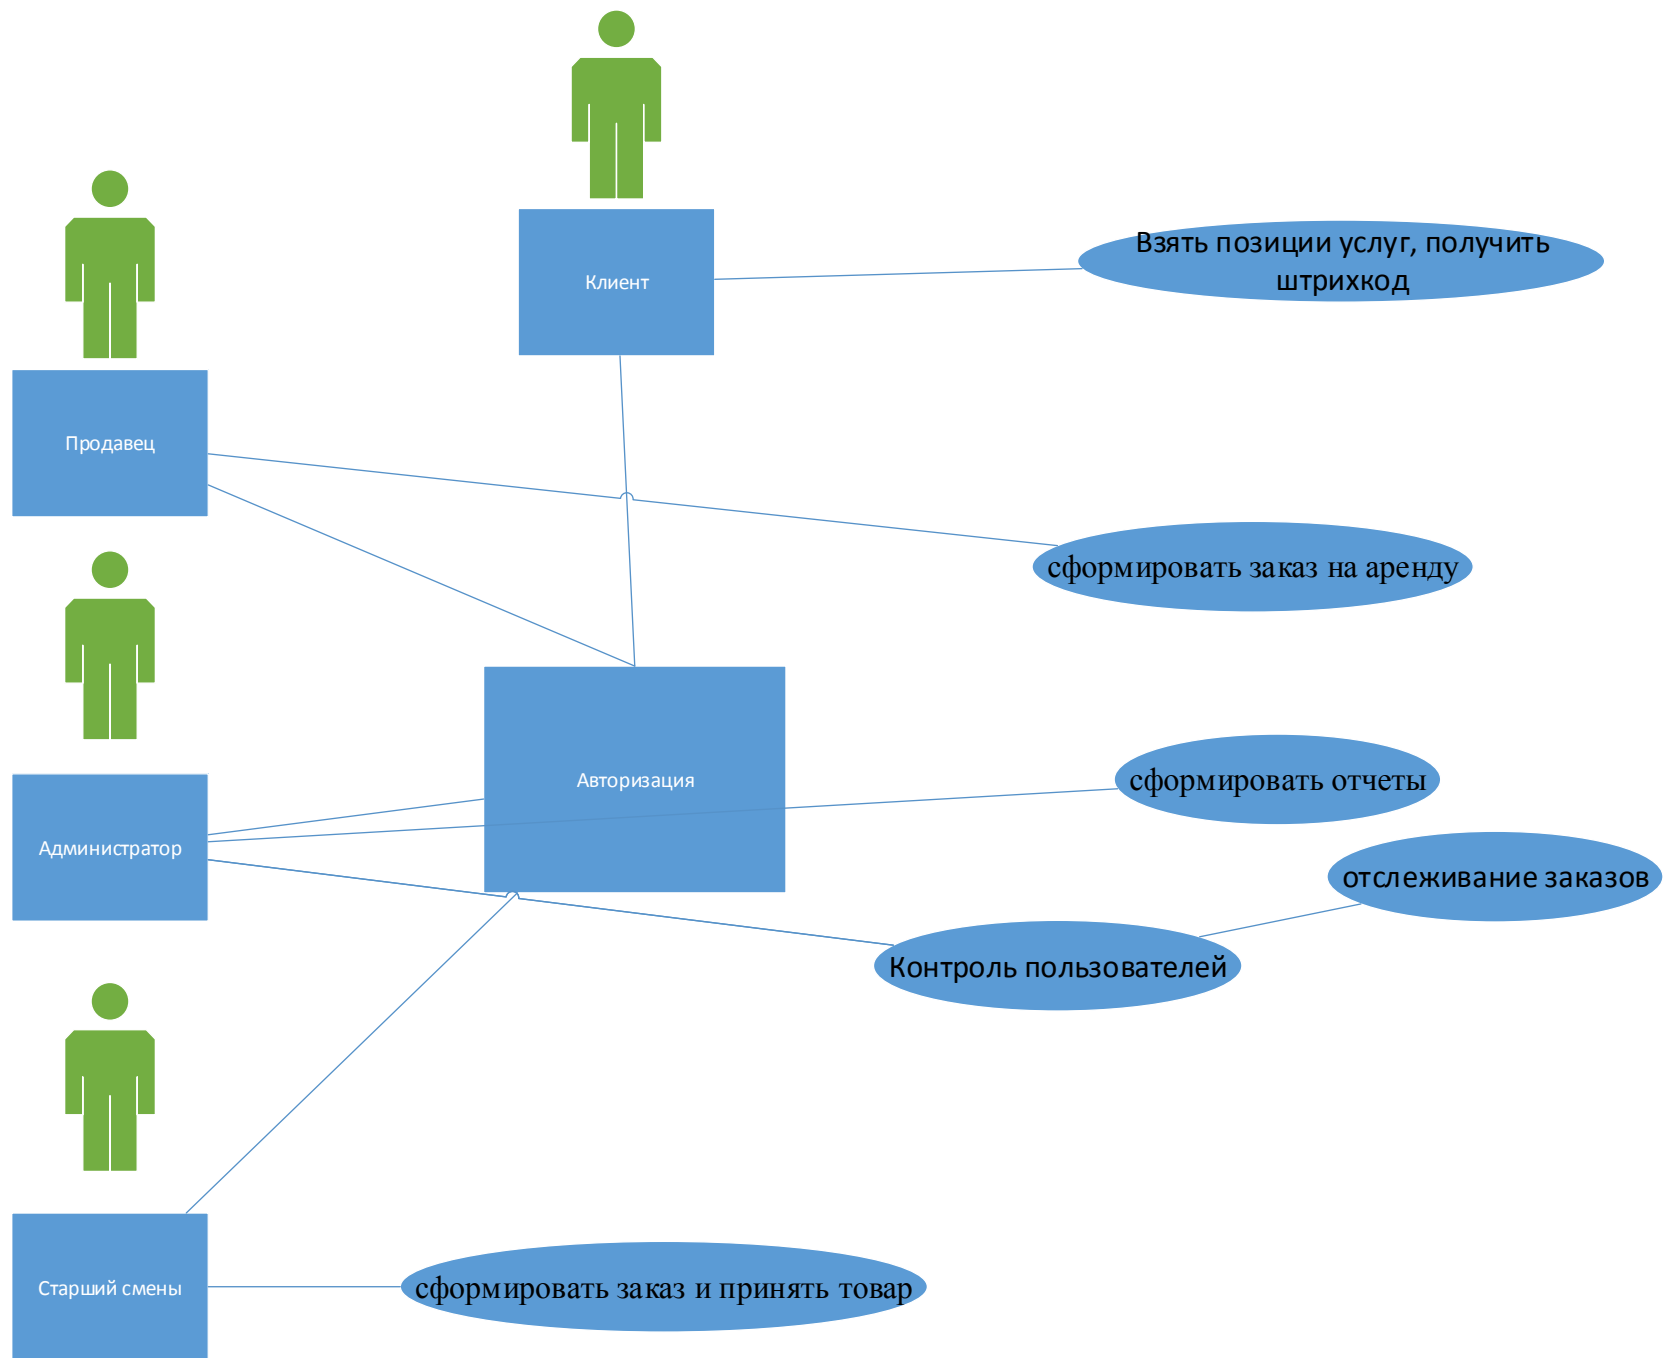 Клиент
Взять позиции услуг, получить
штрихкод
Продавец
сформировать заказ на аренду
Авторизация
сформировать отчеты
Администратор
отслеживание заказов
Контроль пользователей
Старший смены
сформировать заказ и принять товар